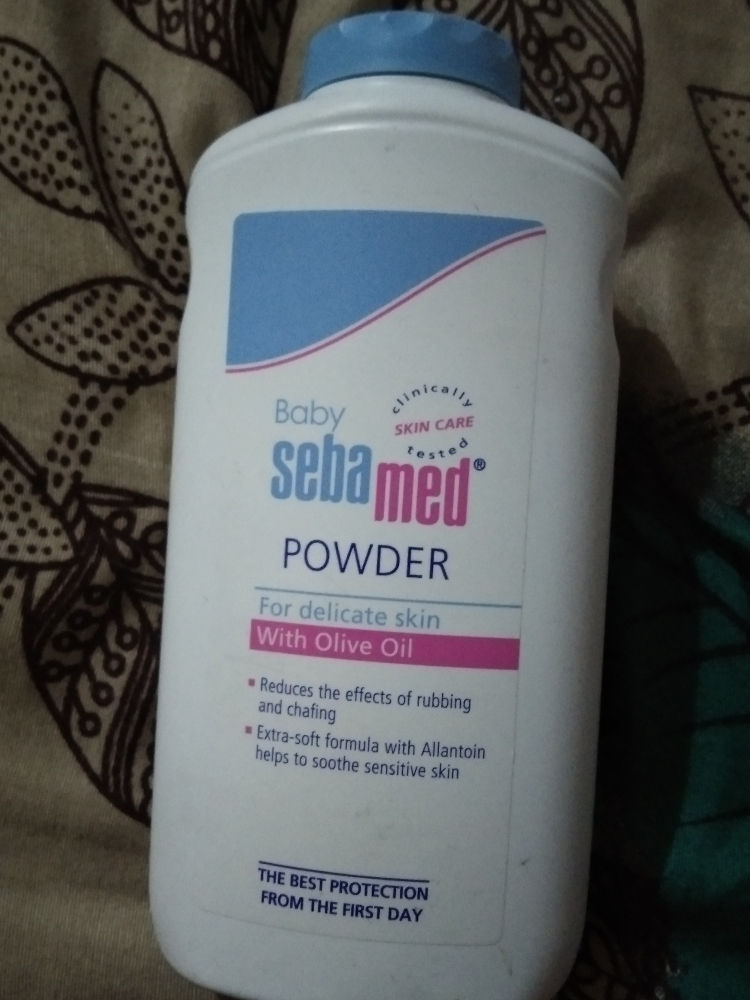 clinically
SKIN CARE
tested
Baby
sebamed®
POWDER
For delicate skin
With Olive Oil
▪ Reduces the effects of rubbing
and chafing
▪ Extra-soft formula with Allantoin
helps to soothe sensitive skin
THE BEST PROTECTION
FROM THE FIRST DAY